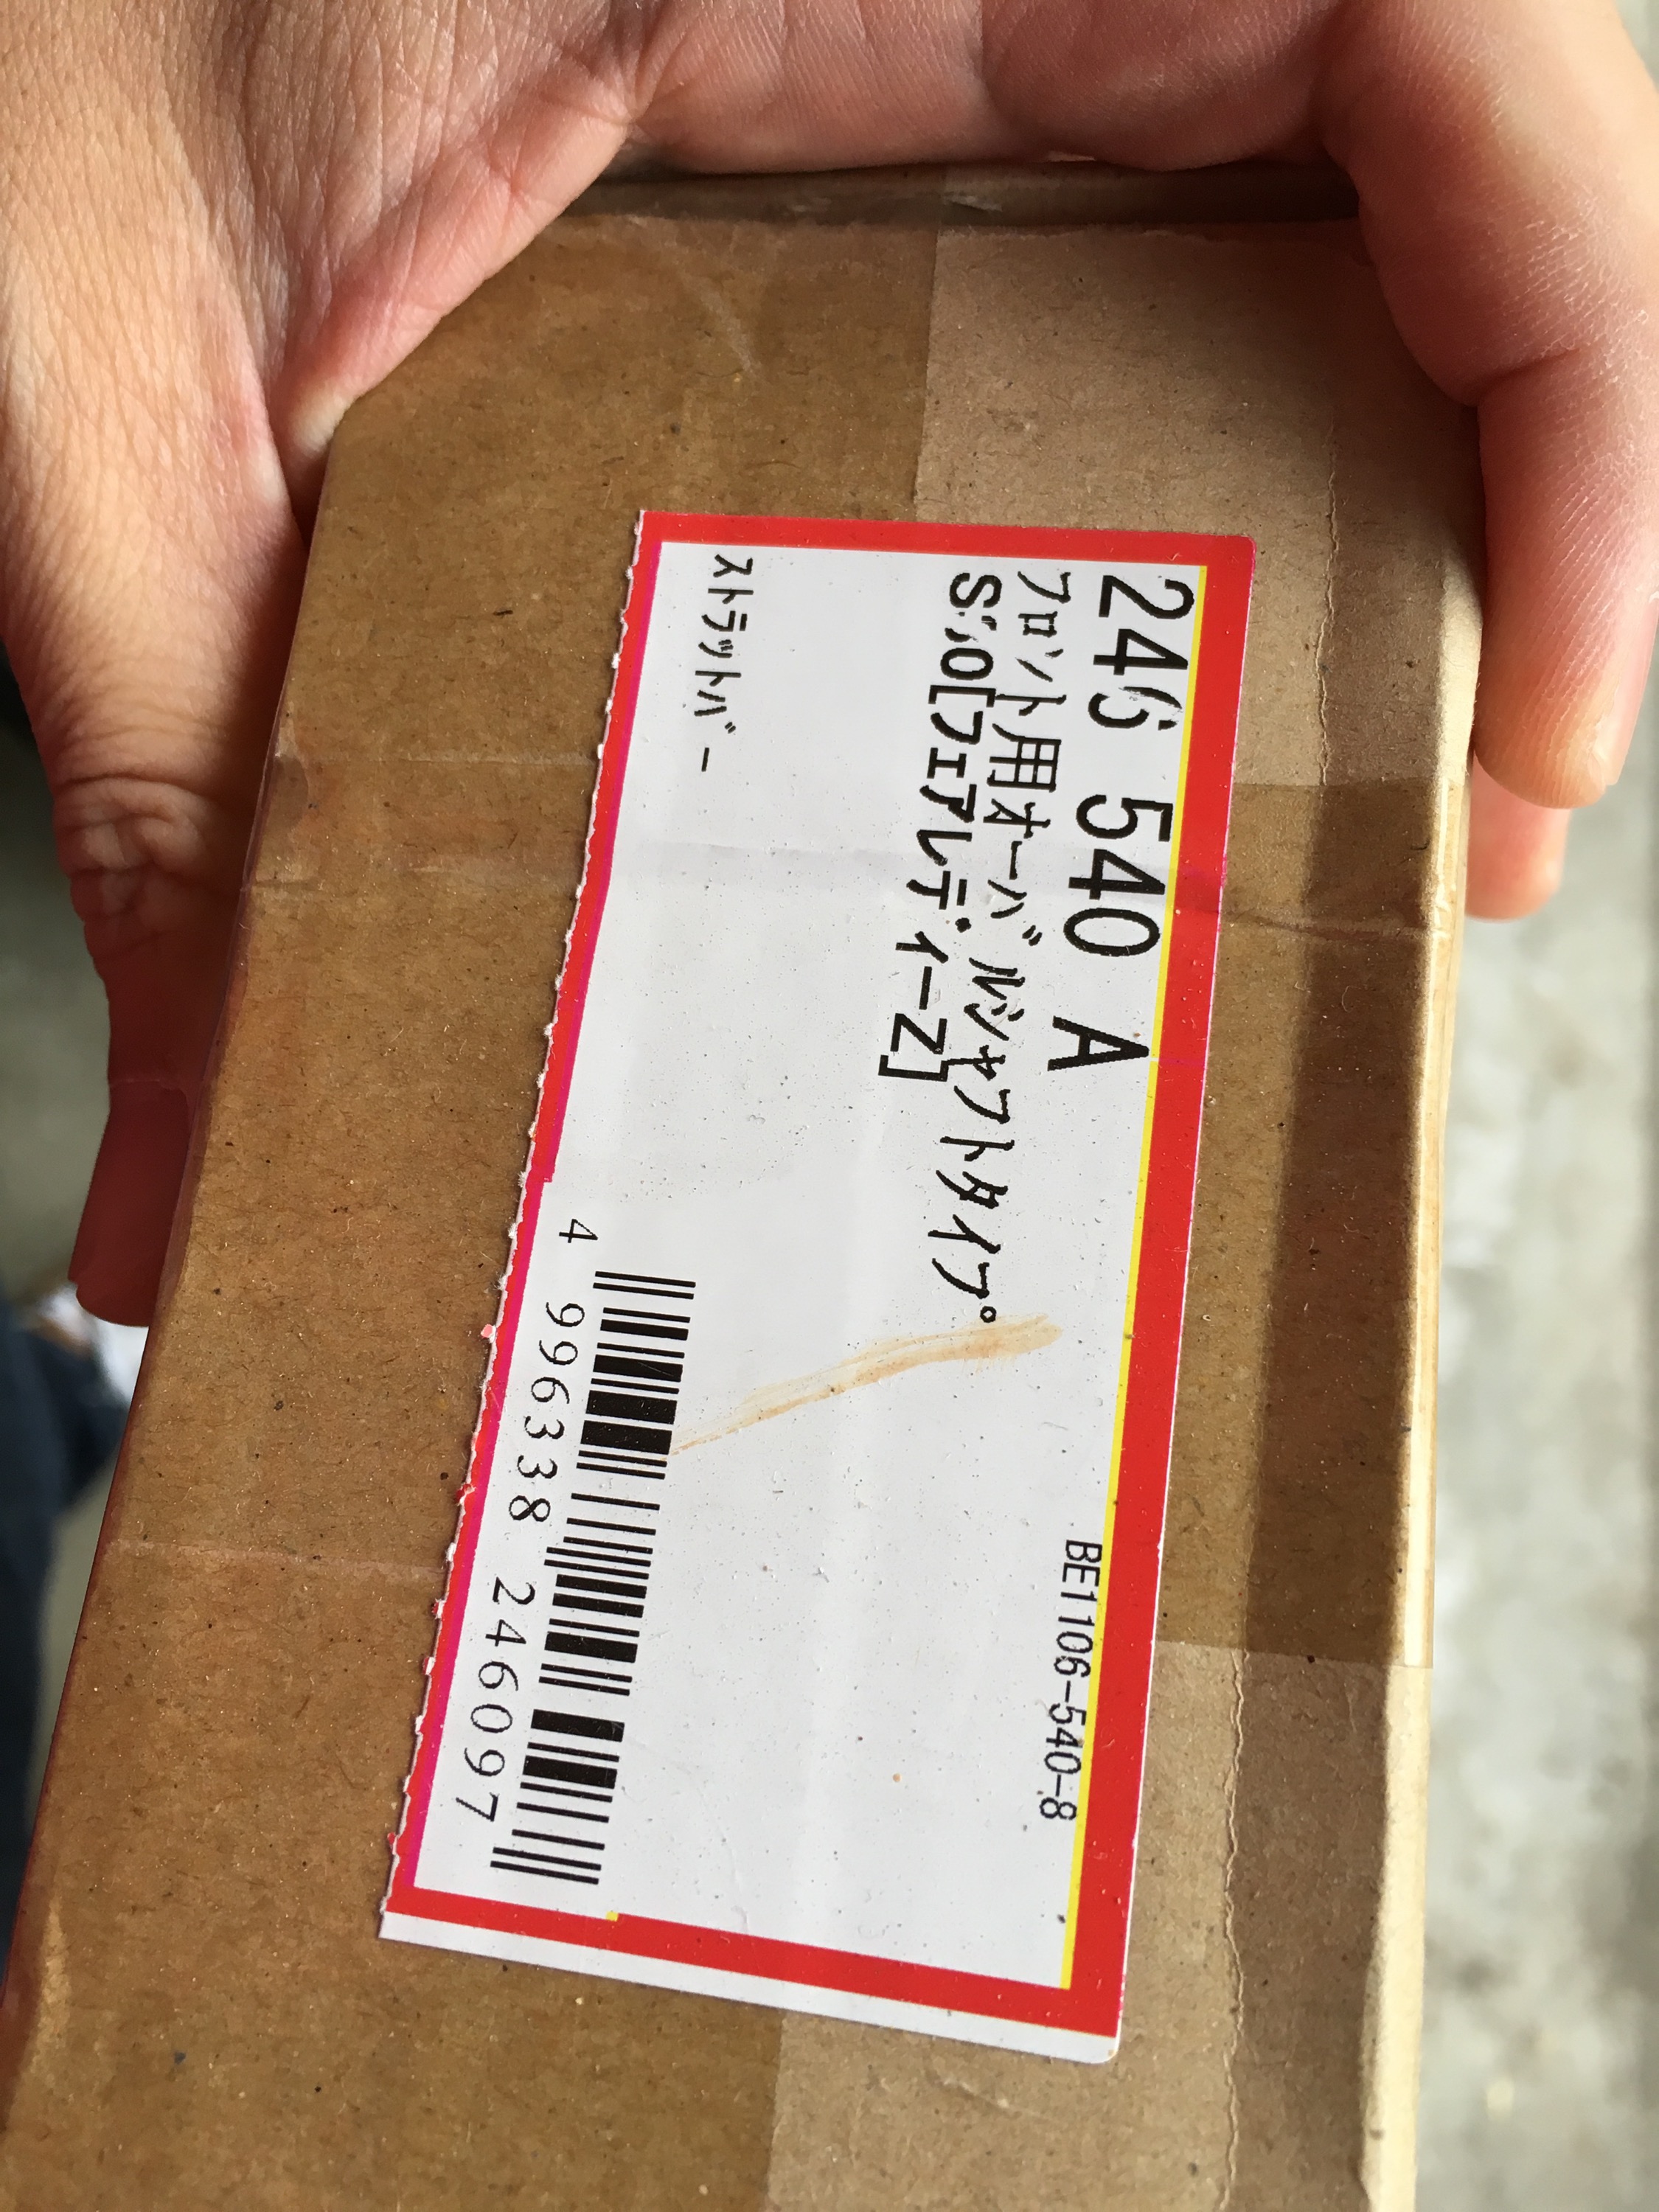 246 540 A
BE1106-540-8
フロント用オーバルシャフトタイプ
[フェアレディーZ]
ストラットバー
4 996338 246097